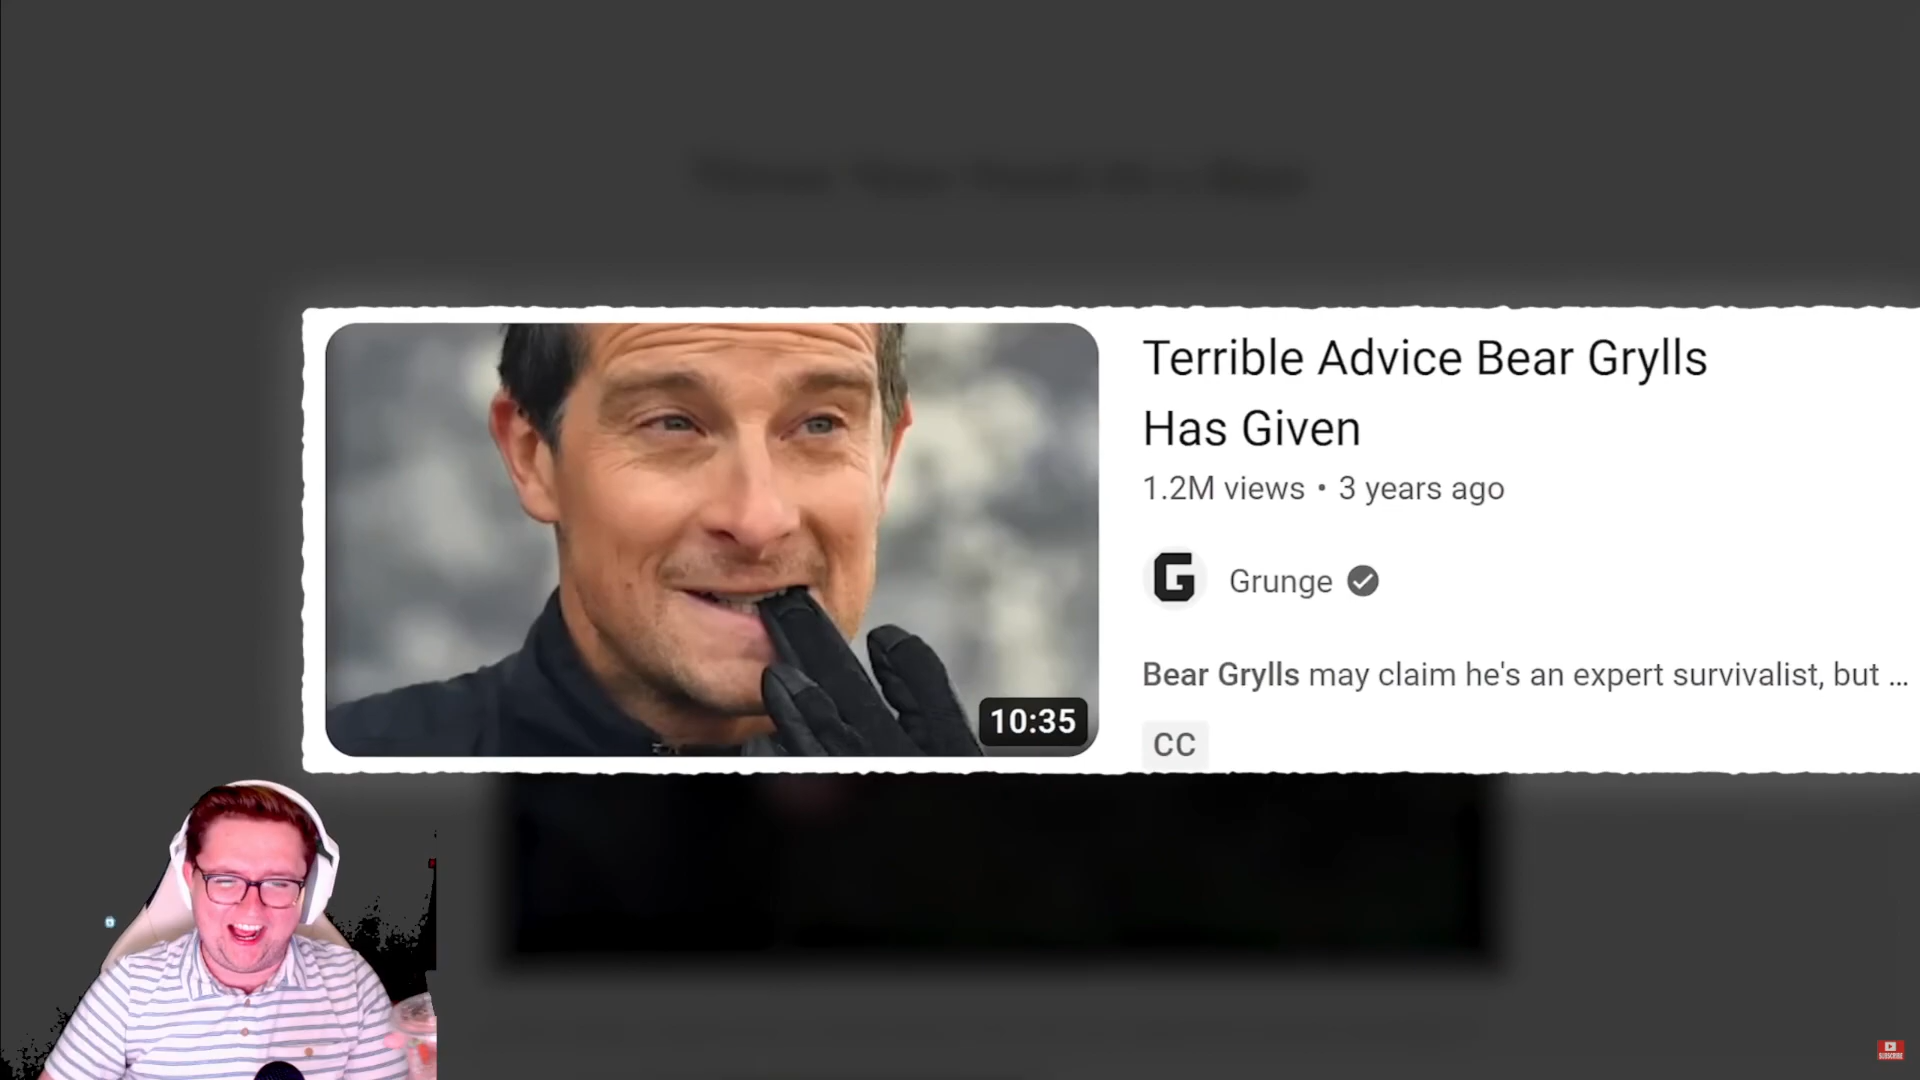 Terrible Advice Bear Grylls
Has Given
1.2M views • 3 years ago
G Grunge
Bear Grylls may claim he's an expert survivalist, but ...
10:35
CC
SUBSCRIBE